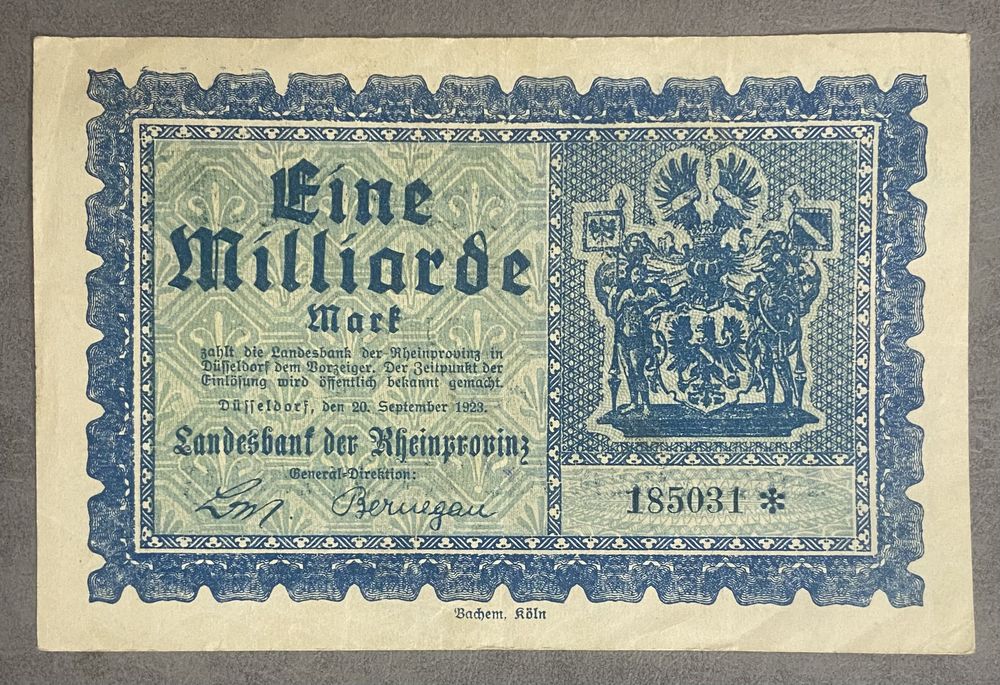 Eine
Milliarde
Mark
zahlt die Landesbank der Rheinprovinz in
Düsseldorf dem Vorzeiger. Der Zeitpunkt der
Einlösung wird öffentlich bekannt gemacht.
Düsseldorf, den 20. September 1923.
Landesbank der Rheinprovinz
General-Direktion:
Bernegau
185031 *
Bachem, Köln